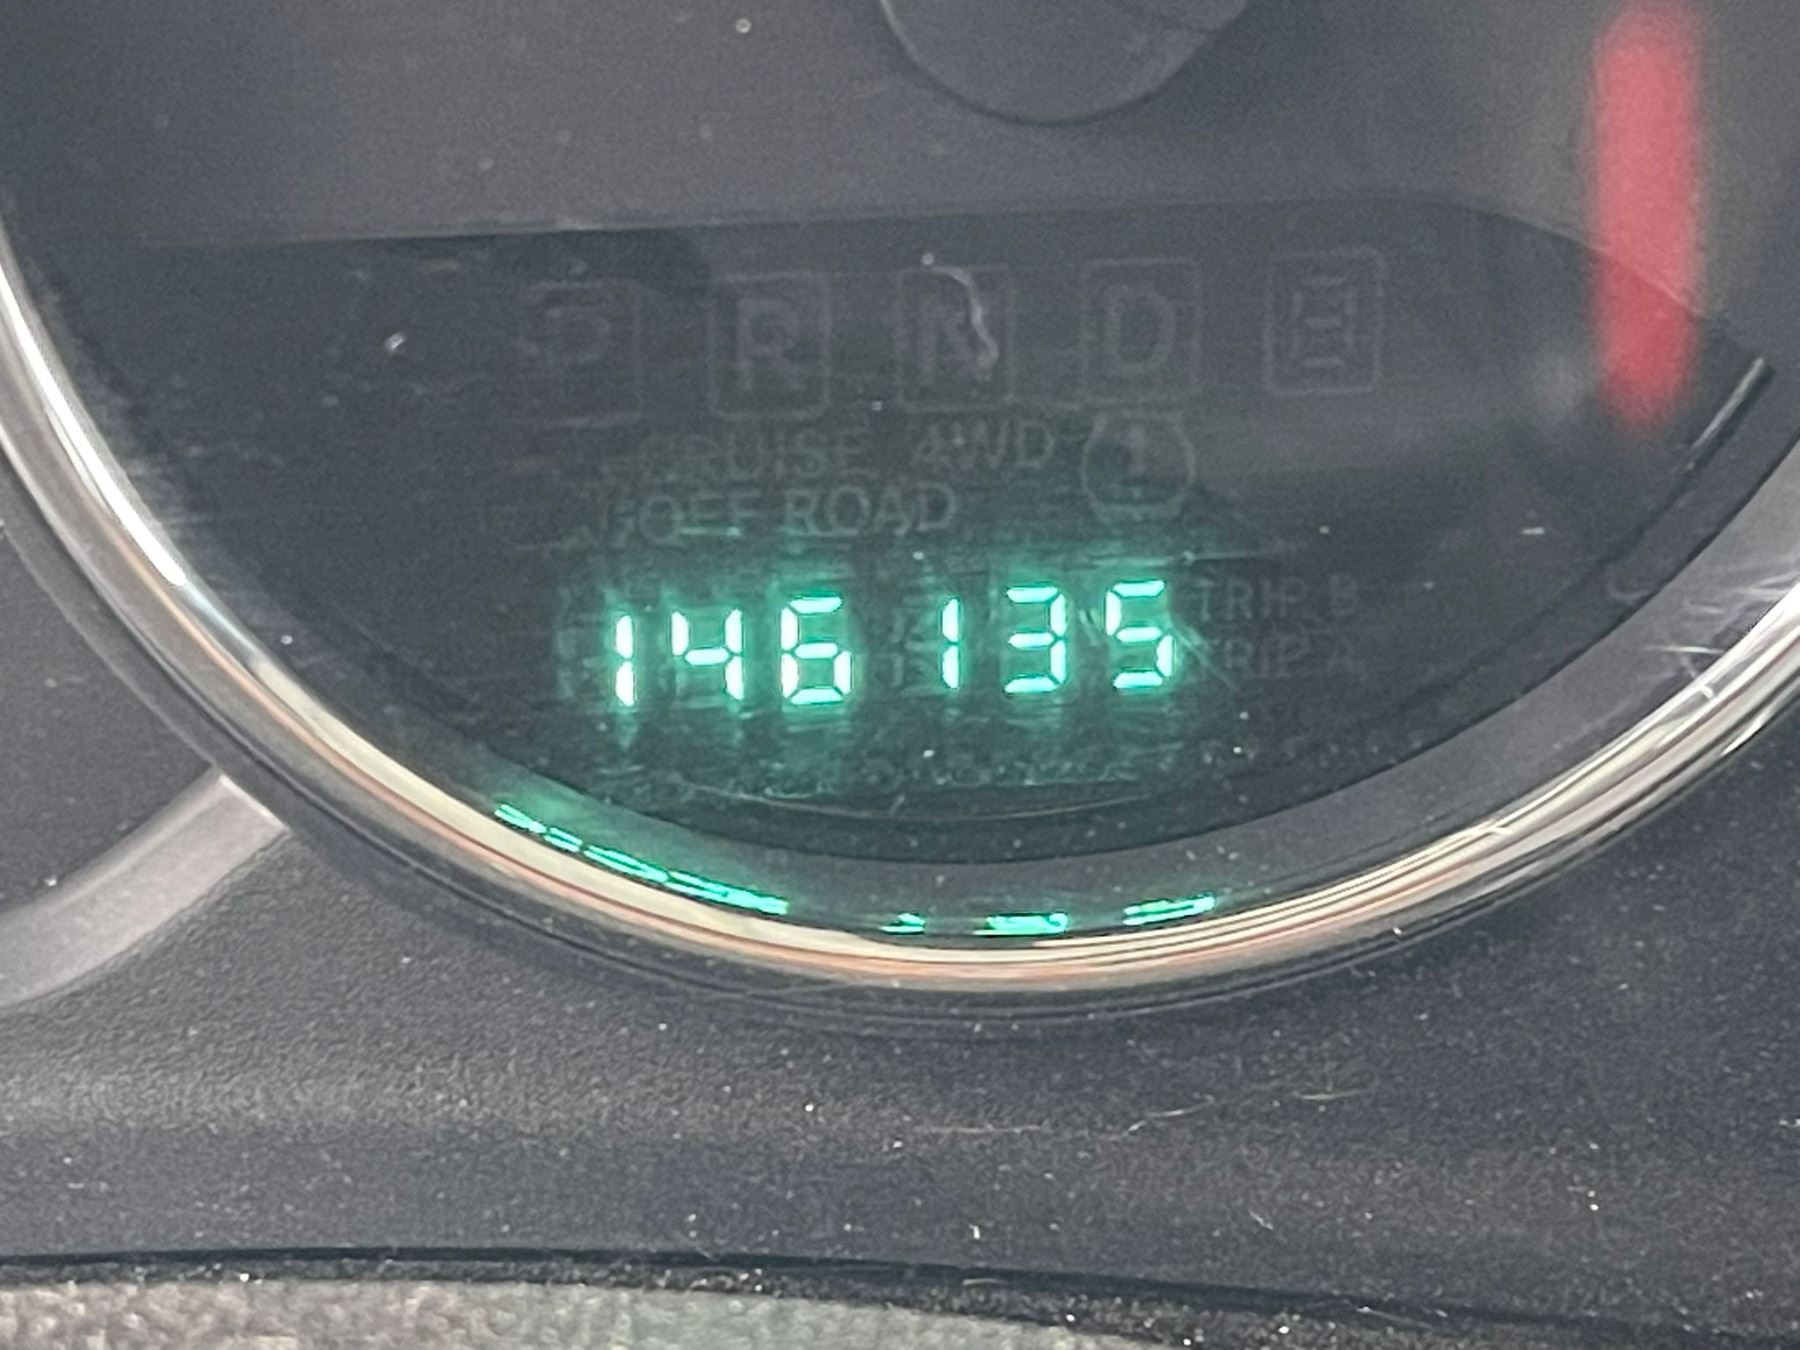 P R N D
CRUISE 4WD
OFF ROAD
146135
TRIP B
TRIP A